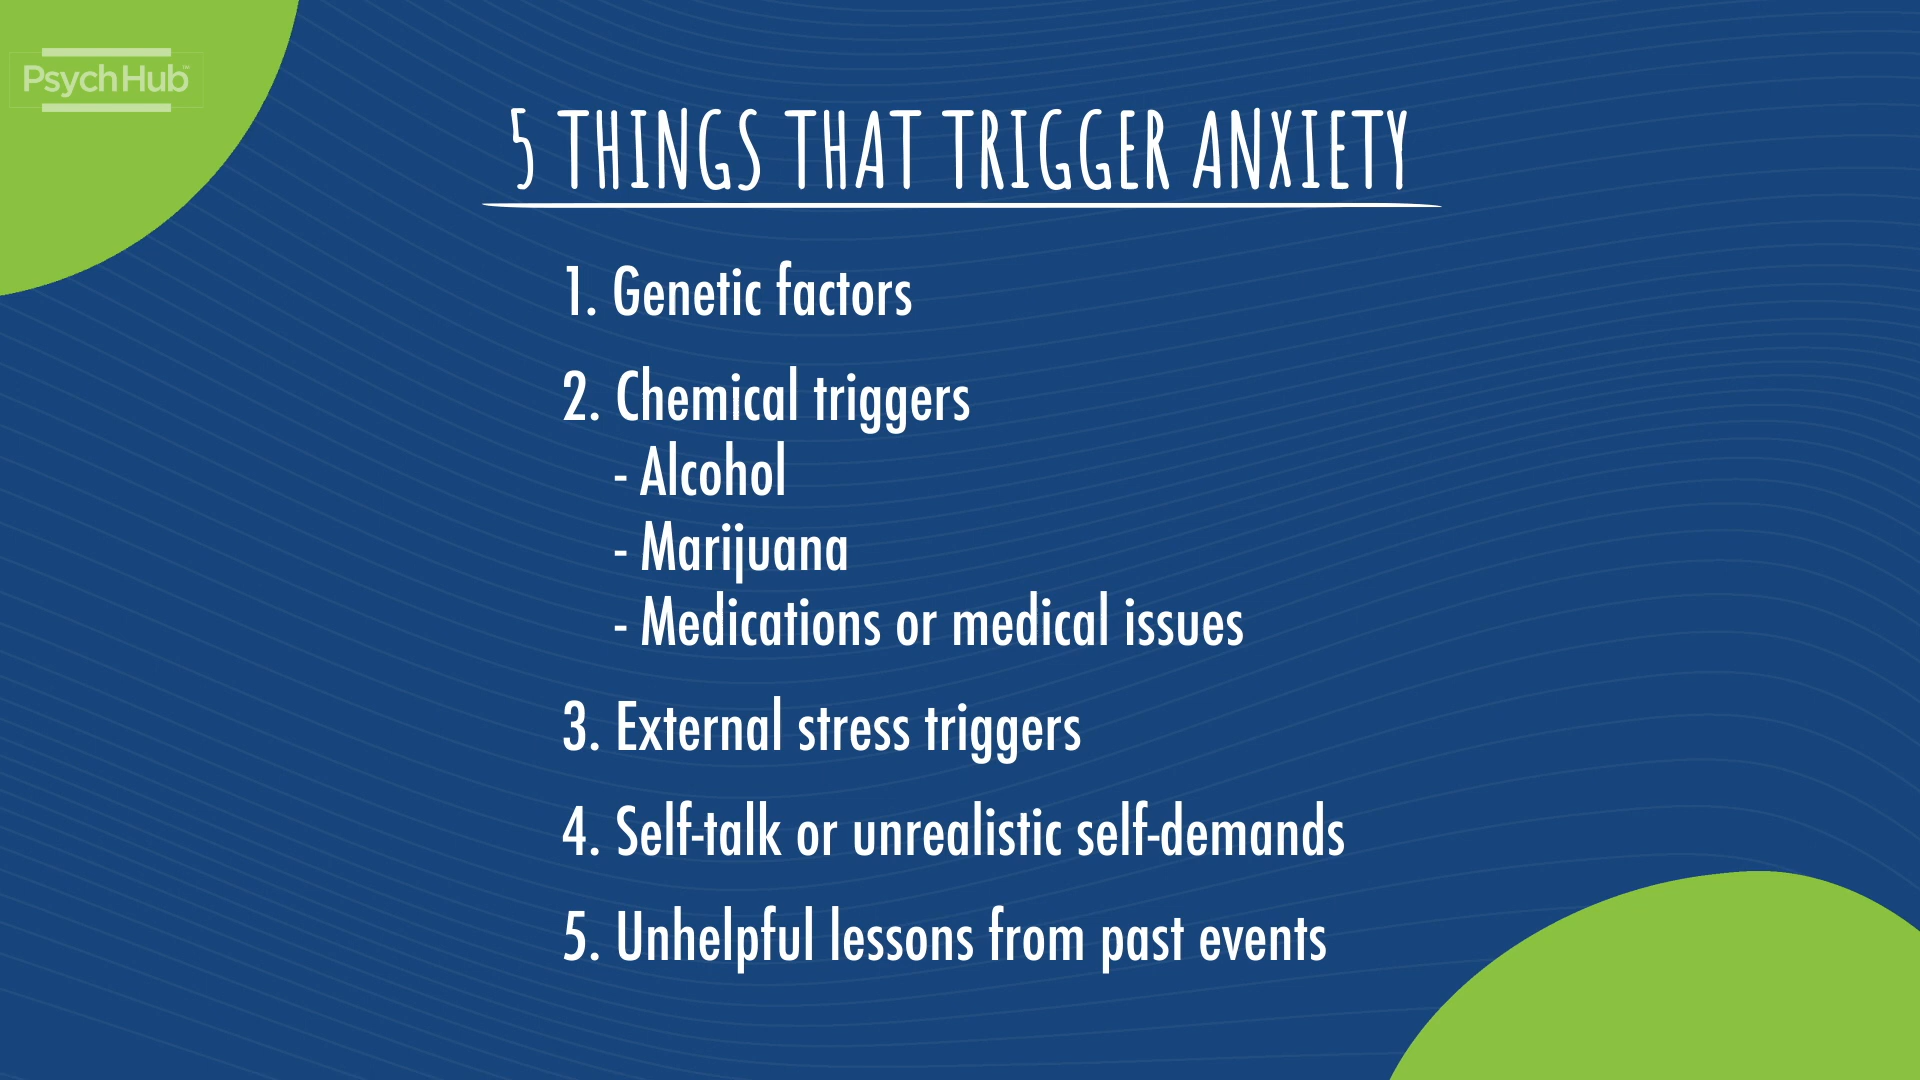 PsychHub™
5 THINGS THAT TRIGGER ANXIETY
1. Genetic factors
2. Chemical triggers
- Alcohol
- Marijuana
- Medications or medical issues
3. External stress triggers
4. Self-talk or unrealistic self-demands
5. Unhelpful lessons from past events